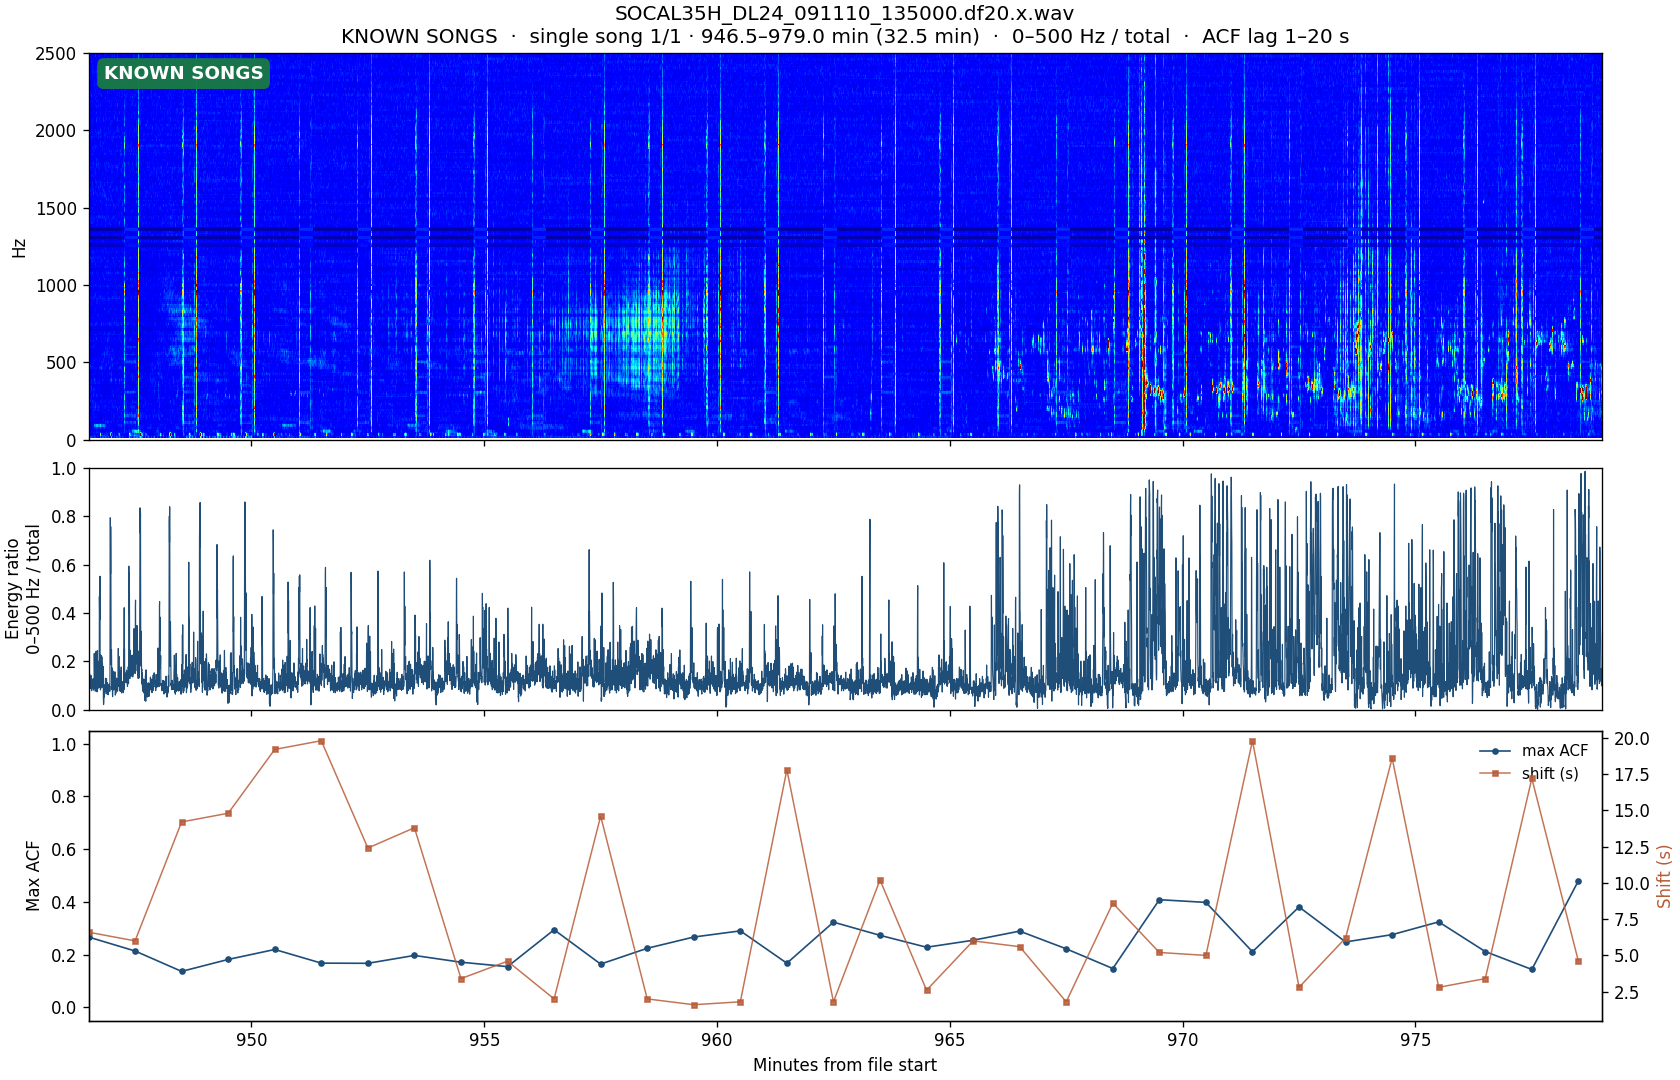 SOCAL35H_DL24_091110_135000.df20.x.wav
KNOWN SONGS · single song 1/1 · 946.5–979.0 min (32.5 min) · 0–500 Hz / total · ACF lag 1–20 s
KNOWN SONGS
2500
2000
1500
1000
500
0
Hz
1.0
0.8
0.6
0.4
0.2
0.0
Energy ratio
0–500 Hz / total
max ACF
shift (s)
1.0
0.8
0.6
0.4
0.2
0.0
Max ACF
20.0
17.5
15.0
12.5
10.0
7.5
5.0
2.5
Shift (s)
950
955
960
965
970
975
Minutes from file start